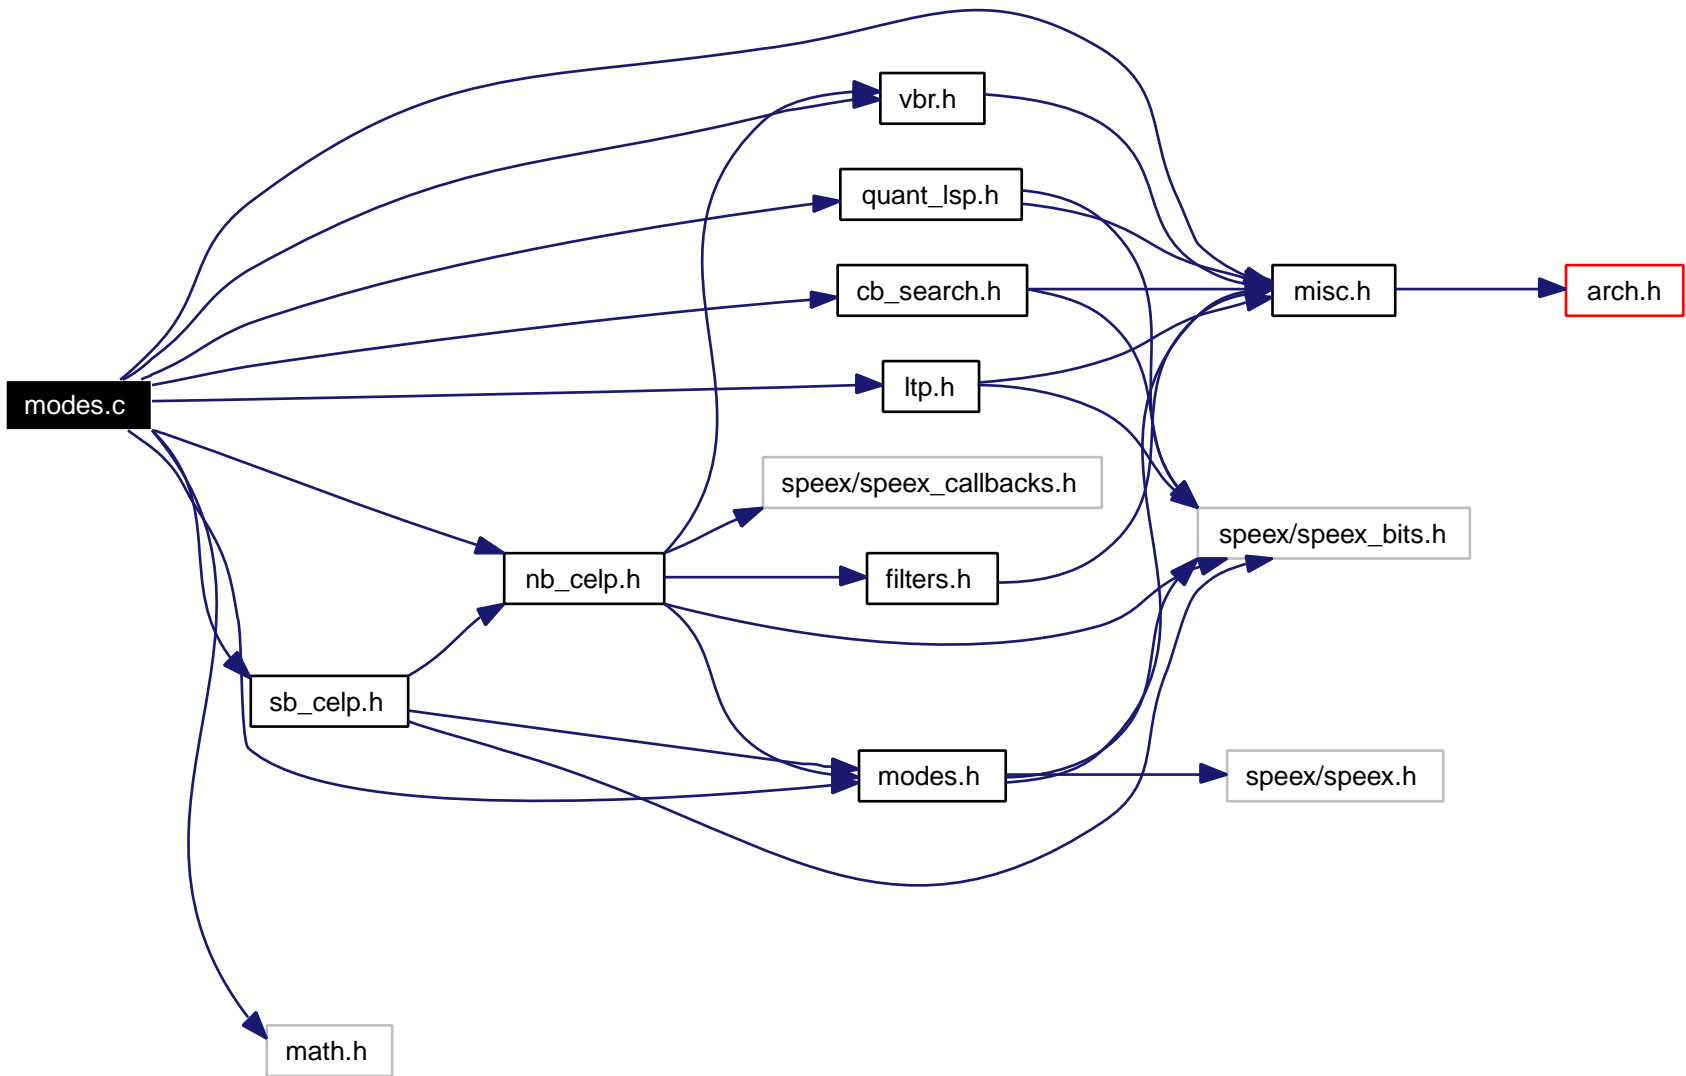 vbr.h
quant_lsp.h
cb_search.h
misc.h
arch.h
ltp.h
modes.c
speex/speex_callbacks.h
speex/speex_bits.h
nb_celp.h
filters.h
sb_celp.h
modes.h
speex/speex.h
math.h